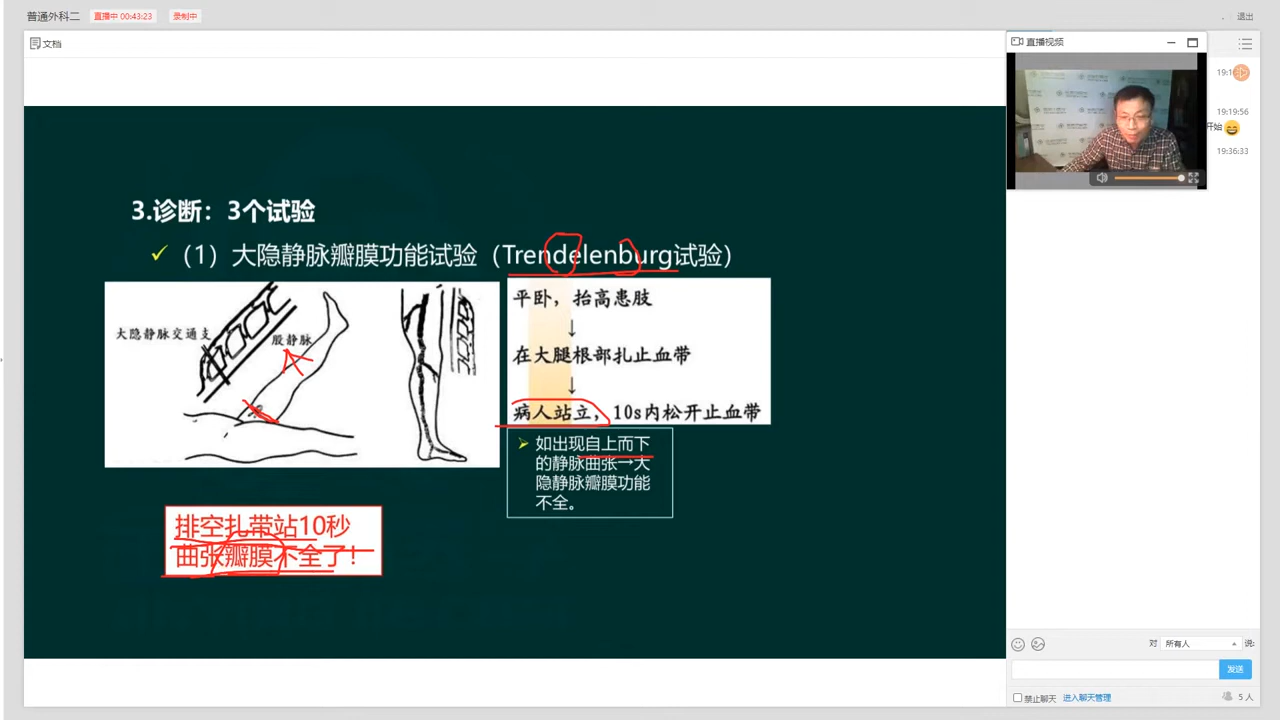 普通外科二
直播中 00:43:23
录制中
退出
文档
直播视频
19:1
19:19:56
开始
19:36:33
3.诊断：3个试验
（1）大隐静脉瓣膜功能试验（Trendelenburg试验）
大隐静脉交通支
股静脉
平卧，抬高患肢
↓
在大腿根部扎止血带
↓
病人站立，10s内松开止血带
如出现自上而下
的静脉曲张→大
隐静脉瓣膜功能
不全。
排空扎带站10秒
曲张瓣膜不全了！
对 所有人 说:
发送
禁止聊天 进入聊天管理
5 人